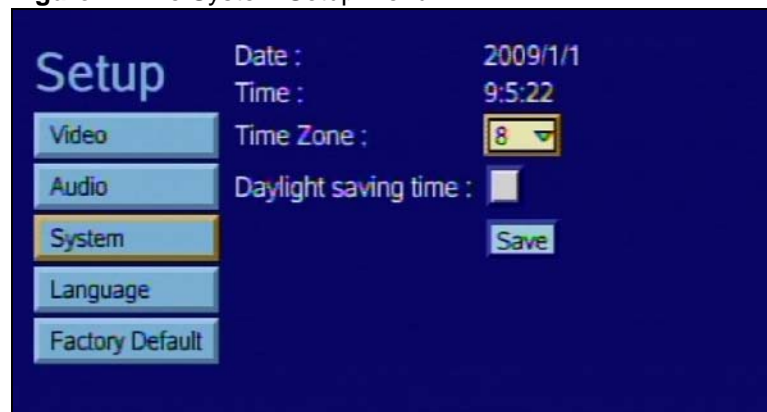 Setup
Video
Audio
System
Language
Factory Default
Date : 2009/1/1
Time : 9:5:22
Time Zone : 8
Daylight saving time :
Save